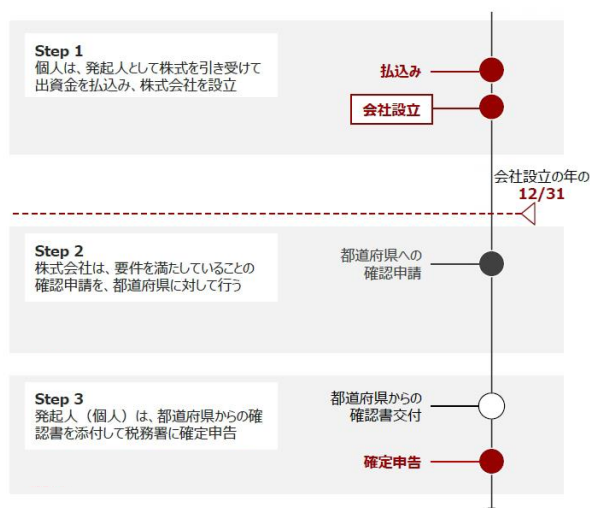 Step 1
個人は、発起人として株式を引き受けて
出資金を払込み、株式会社を設立
払込み
会社設立
会社設立の年の
12/31
Step 2
株式会社は、要件を満たしていることの
確認申請を、都道府県に対して行う
都道府県への
確認申請
Step 3
発起人（個人）は、都道府県からの確
認書を添付して税務署に確定申告
都道府県からの
確認書交付
確定申告